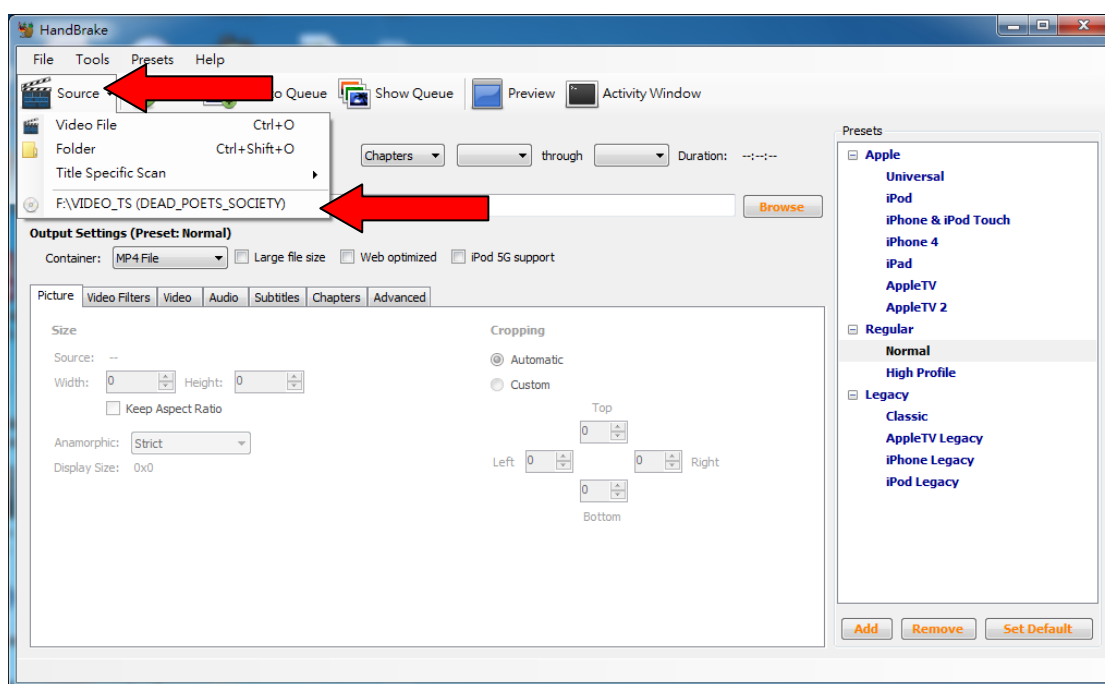 HandBrake
File Tools Presets Help
Source o Queue Show Queue Preview Activity Window
Video File Ctrl+O
Folder Ctrl+Shift+O
Title Specific Scan
F:\VIDEO_TS (DEAD_POETS_SOCIETY)
Chapters through Duration: --:--:--
Browse
Output Settings (Preset: Normal)
Container: MP4 File Large file size Web optimized iPod 5G support
Picture Video Filters Video Audio Subtitles Chapters Advanced
Size
Source: --
Width: 0 Height: 0
Keep Aspect Ratio
Anamorphic: Strict
Display Size: 0x0
Cropping
Automatic
Custom
Top
0
Left 0 0 Right
0
Bottom
Presets
Apple
Universal
iPod
iPhone & iPod Touch
iPhone 4
iPad
AppleTV
AppleTV 2
Regular
Normal
High Profile
Legacy
Classic
AppleTV Legacy
iPhone Legacy
iPod Legacy
Add Remove Set Default